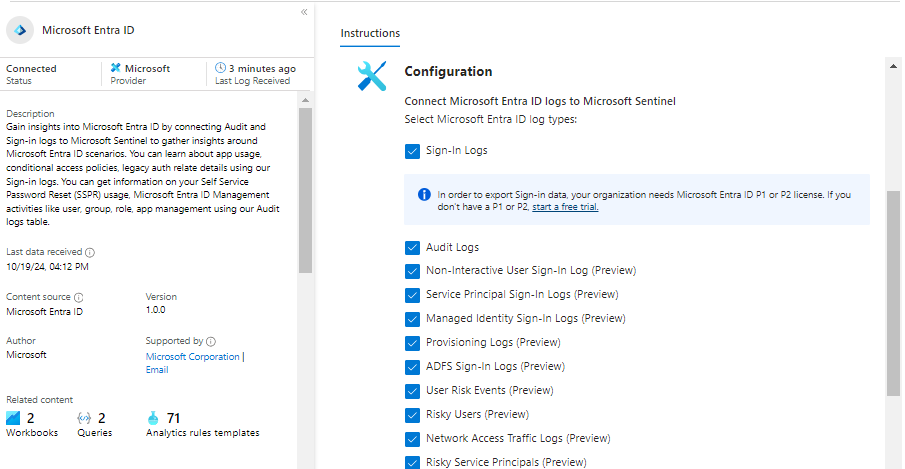 «
Microsoft Entra ID
Connected
Status
Microsoft
Provider
3 minutes ago
Last Log Received
Description
Gain insights into Microsoft Entra ID by connecting Audit and
Sign-in logs to Microsoft Sentinel to gather insights around
Microsoft Entra ID scenarios. You can learn about app usage,
conditional access policies, legacy auth relate details using our
Sign-in logs. You can get information on your Self Service
Password Reset (SSPR) usage, Microsoft Entra ID Management
activities like user, group, role, app management using our Audit
logs table.
Last data received
10/19/24, 04:12 PM
Content source
Microsoft Entra ID
Version
1.0.0
Author
Microsoft
Supported by
Microsoft Corporation |
Email
Related content
2
Workbooks
2
Queries
71
Analytics rules templates
Instructions
Configuration
Connect Microsoft Entra ID logs to Microsoft Sentinel
Select Microsoft Entra ID log types:
Sign-In Logs
In order to export Sign-in data, your organization needs Microsoft Entra ID P1 or P2 license. If you
don't have a P1 or P2, start a free trial.
Audit Logs
Non-Interactive User Sign-In Log (Preview)
Service Principal Sign-In Logs (Preview)
Managed Identity Sign-In Logs (Preview)
Provisioning Logs (Preview)
ADFS Sign-In Logs (Preview)
User Risk Events (Preview)
Risky Users (Preview)
Network Access Traffic Logs (Preview)
Risky Service Principals (Preview)